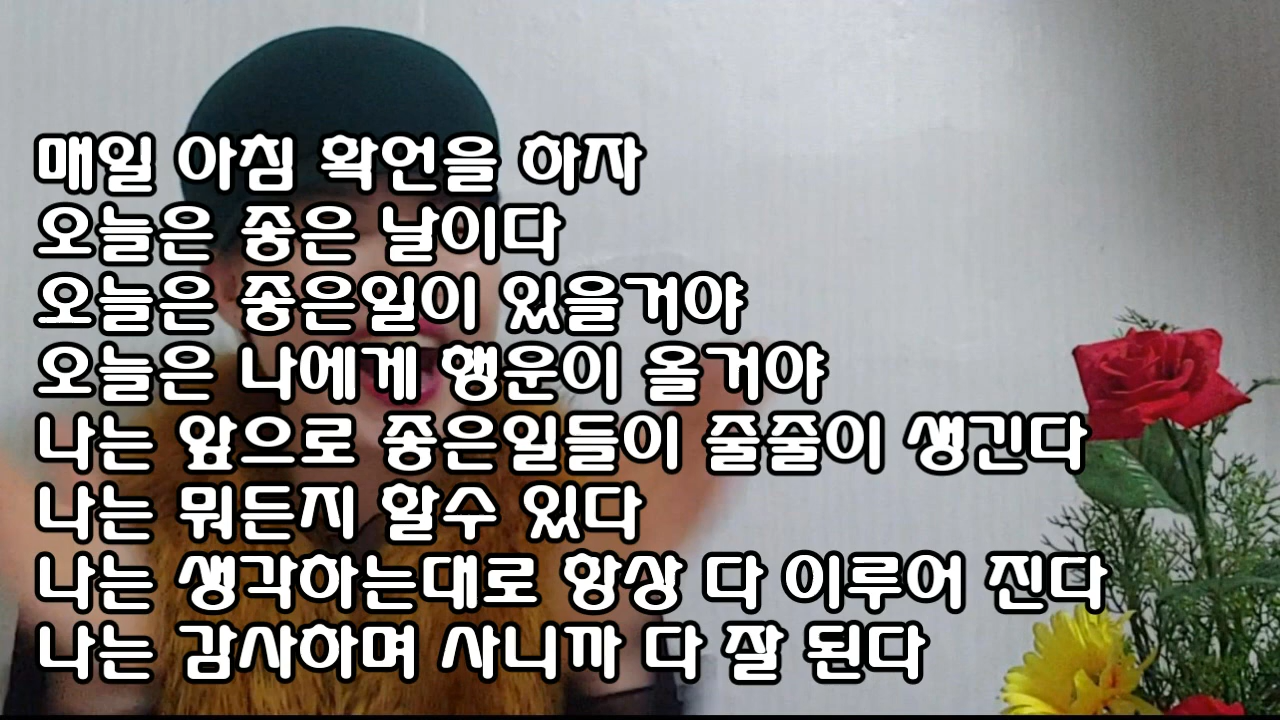 매일 아침 확언을 하자
오늘은 좋은 날이다
오늘은 좋은일이 있을거야
오늘은 나에게 행운이 올거야
나는 앞으로 좋은일들이 줄줄이 생긴다
나는 뭐든지 할수 있다
나는 생각하는대로 항상 다 이루어 진다
나는 감사하며 사니까 다 잘 된다